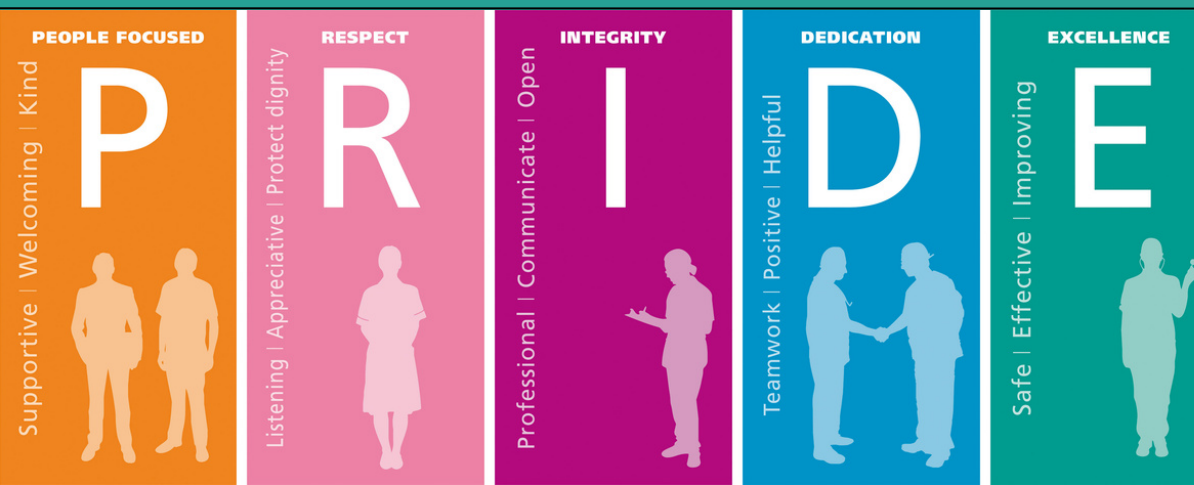 PEOPLE FOCUSED
P
Supportive | Welcoming | Kind
RESPECT
R
Listening | Appreciative | Protect dignity
INTEGRITY
I
Professional | Communicate | Open
DEDICATION
D
Teamwork | Positive | Helpful
EXCELLENCE
E
Safe | Effective | Improving